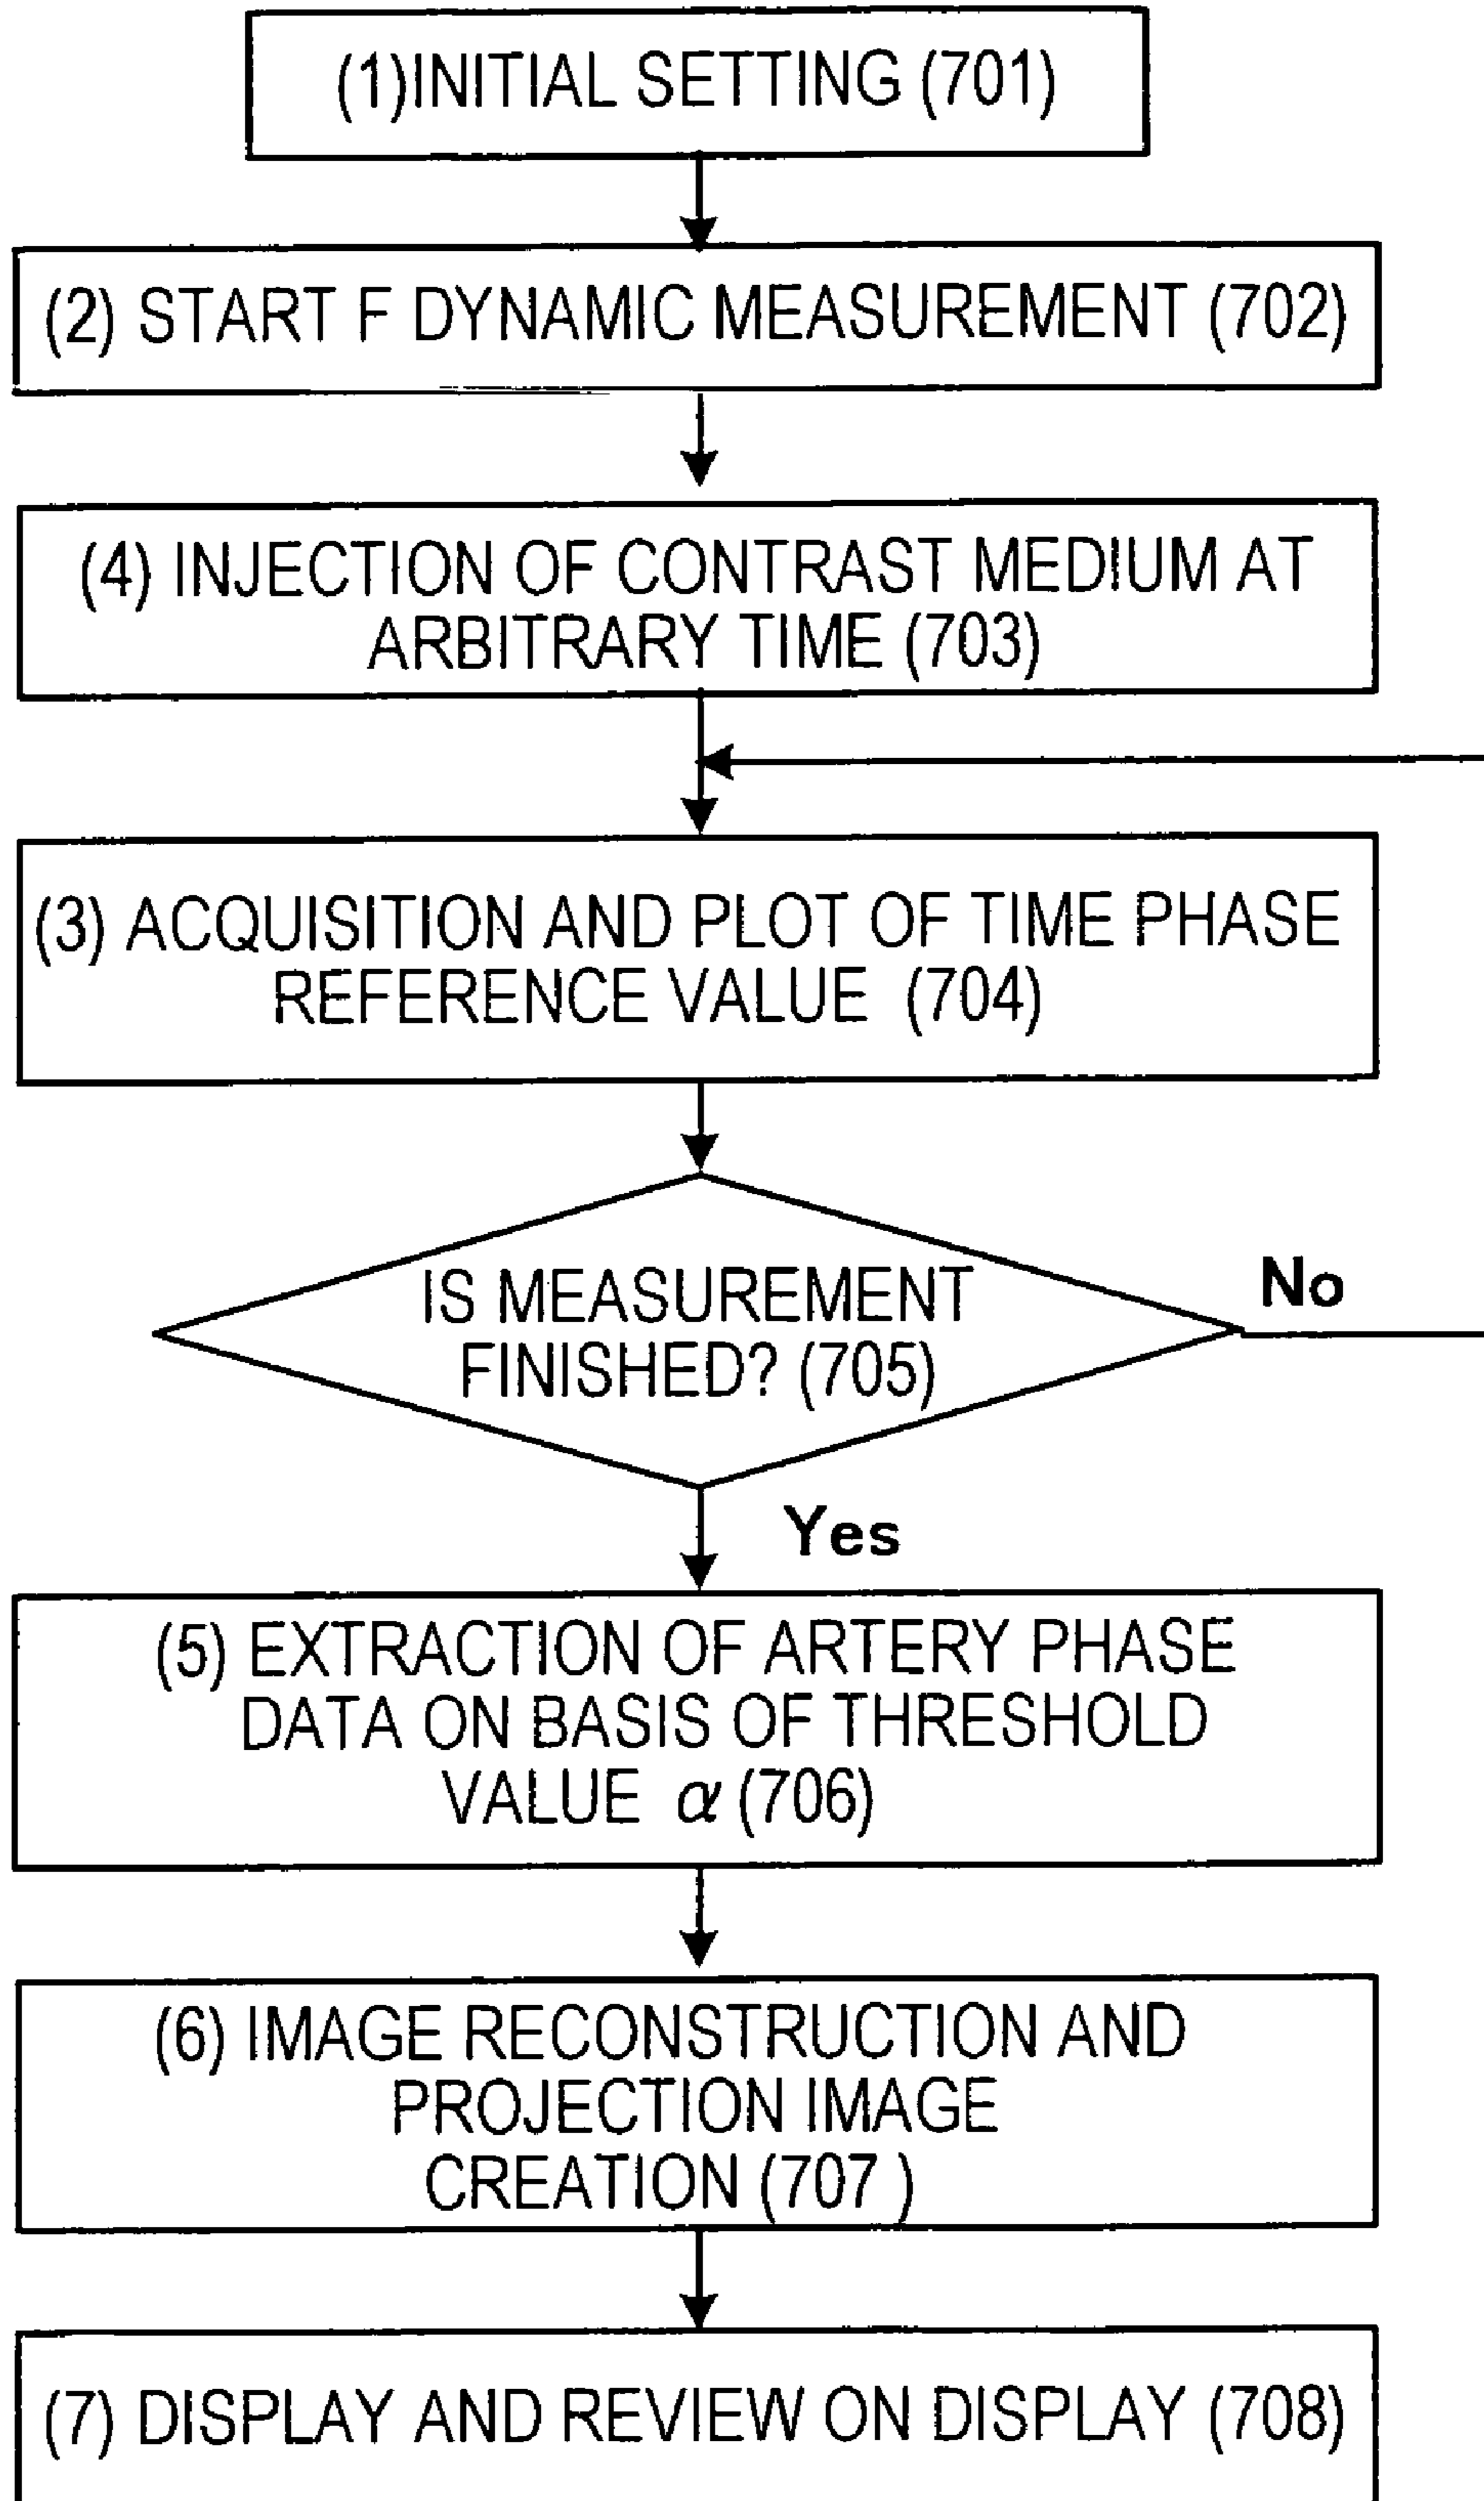 (1)INITIAL SETTING (701)
(2) START F DYNAMIC MEASUREMENT (702)
(4) INJECTION OF CONTRAST MEDIUM AT
ARBITRARY TIME (703)
(3) ACQUISITION AND PLOT OF TIME PHASE
REFERENCE VALUE (704)
IS MEASUREMENT
FINISHED? (705)
No
Yes
(5) EXTRACTION OF ARTERY PHASE
DATA ON BASIS OF THRESHOLD
VALUE α (706)
(6) IMAGE RECONSTRUCTION AND
PROJECTION IMAGE
CREATION (707 )
(7) DISPLAY AND REVIEW ON DISPLAY (708)